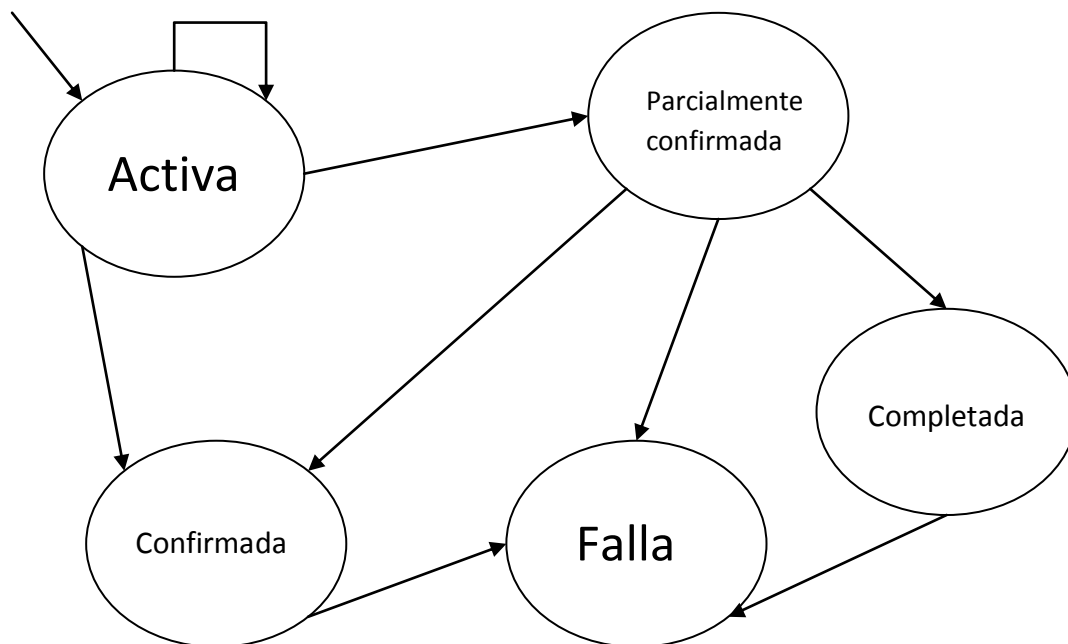 Parcialmente
confirmada
Activa
Completada
Confirmada
Falla